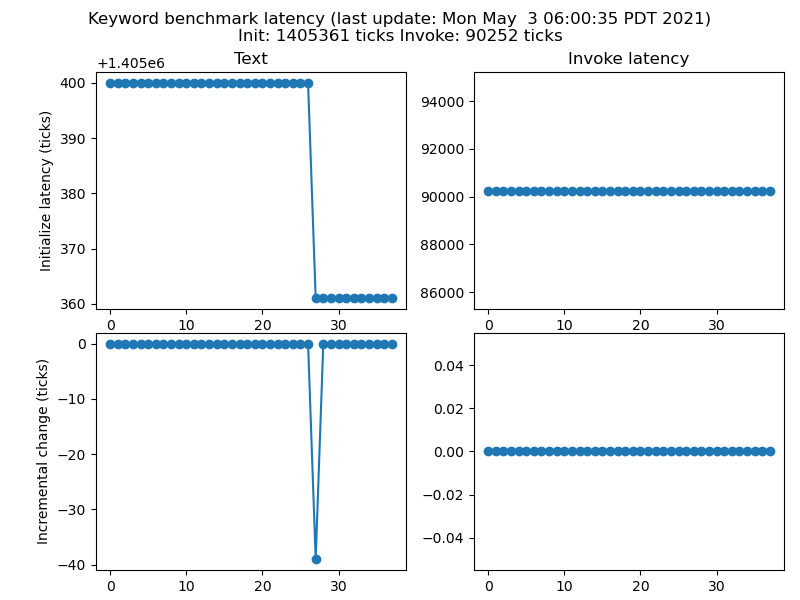 Keyword benchmark latency (last update: Mon May  3 06:00:35 PDT 2021)
Init: 1405361 ticks Invoke: 90252 ticks
Text
Invoke latency
+1.405e6
Initialize latency (ticks)
400
390
380
370
360
0 10 20 30
94000
92000
90000
88000
86000
0 10 20 30
Incremental change (ticks)
0
−10
−20
−30
−40
0 10 20 30
0.04
0.02
0.00
−0.02
−0.04
0 10 20 30